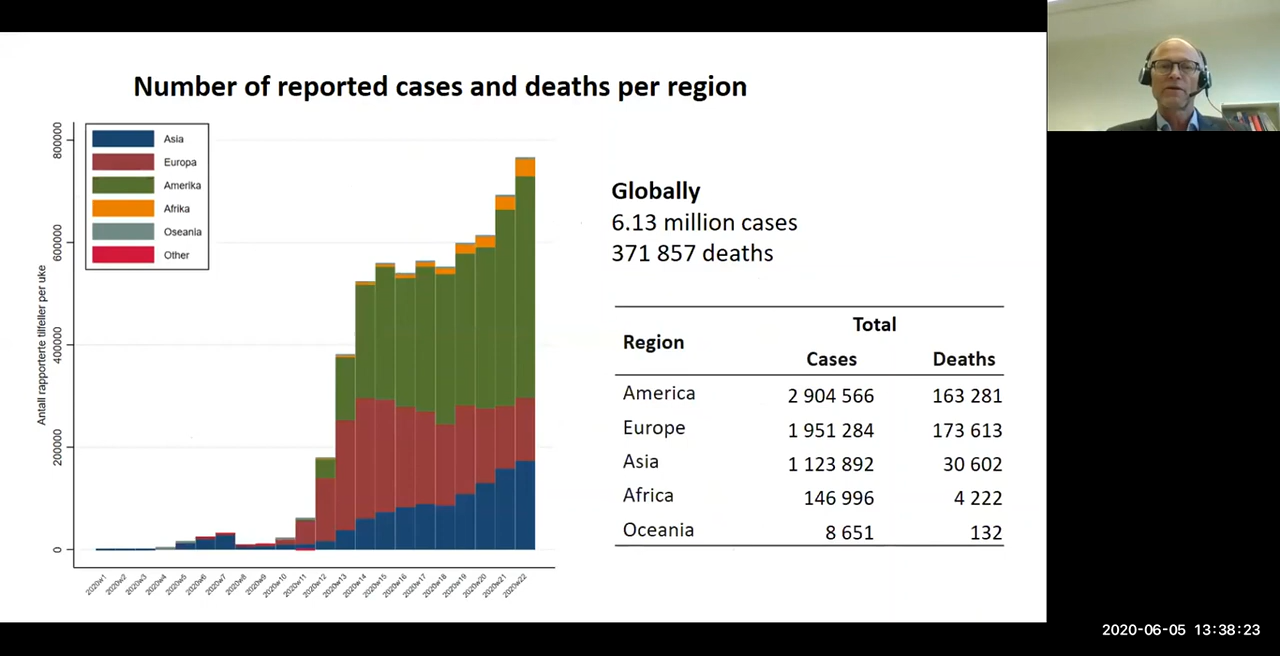 Number of reported cases and deaths per region
Asia
Europa
Amerika
Afrika
Oseania
Other
Antall rapporterte tilfeller per uke
800000
600000
400000
200000
0
2020w1 2020w2 2020w3 2020w4 2020w5 2020w6 2020w7 2020w8 2020w9 2020w10 2020w11 2020w12 2020w13 2020w14 2020w15 2020w16 2020w17 2020w18 2020w19 2020w20 2020w21 2020w22
Globally
6.13 million cases
371 857 deaths
Total
Region
Cases Deaths
America 2 904 566 163 281
Europe 1 951 284 173 613
Asia 1 123 892 30 602
Africa 146 996 4 222
Oceania 8 651 132
2020-06-05 13:38:23